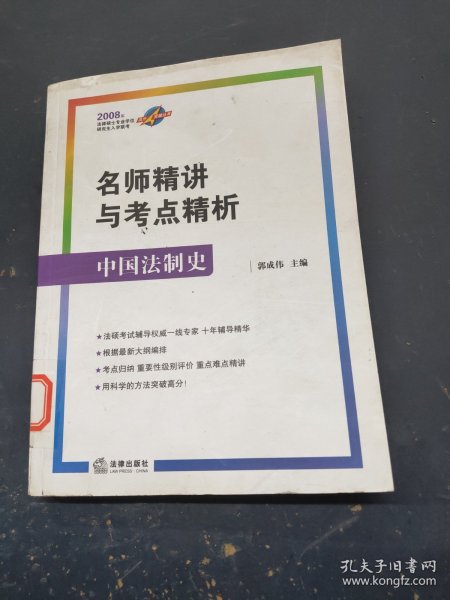 2008年
法律硕士专业学位
研究生入学联考
名师精讲
与考点精析
中国法制史
郭成伟 主编
★法硕考试辅导权威一线专家 十年辅导精华
★根据最新大纲编排
★考点归纳 重要性级别评价 重点难点精讲
★用科学的方法突破高分!
法律出版社
LAW PRESS·CHINA
孔夫子旧书网
www.kongfz.com